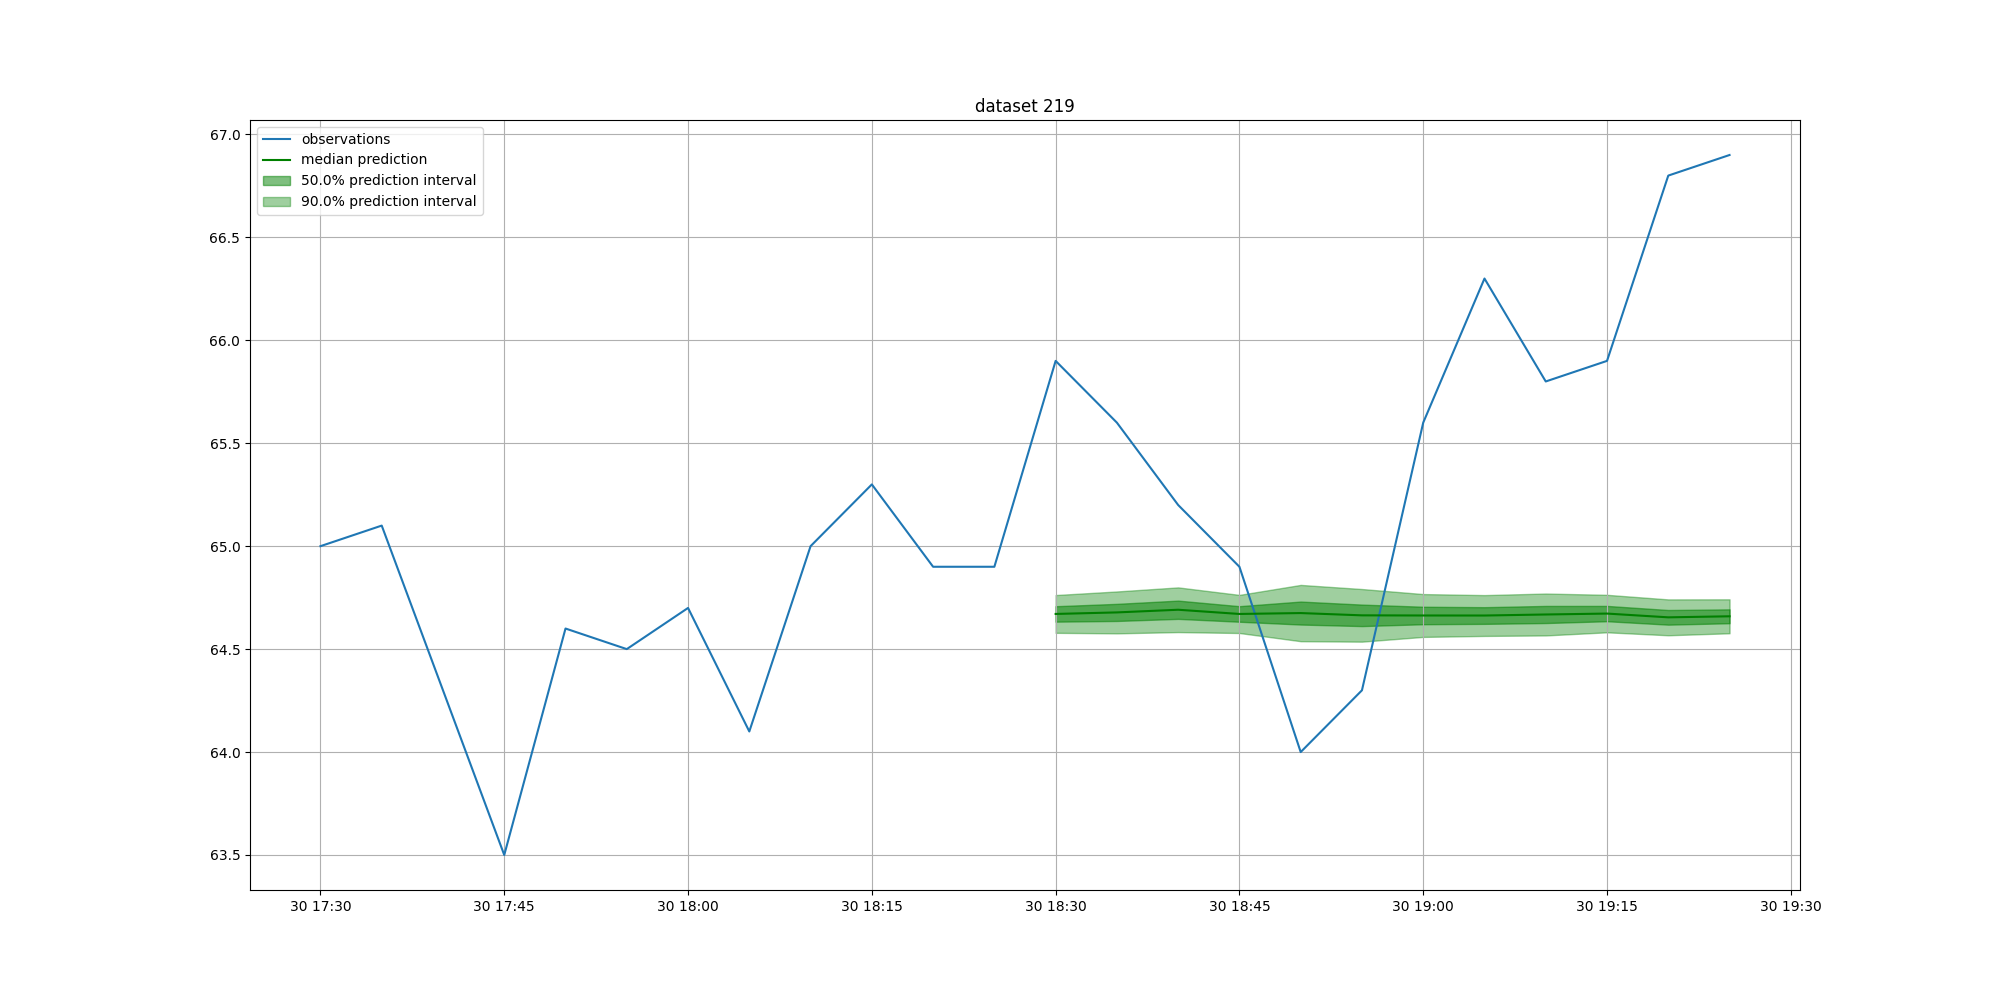 dataset 219
67.0
observations
median prediction
50.0% prediction interval
90.0% prediction interval
66.5
66.0
65.5
65.0
64.5
64.0
63.5
30 17:30 30 17:45 30 18:00 30 18:15 30 18:30 30 18:45 30 19:00 30 19:15 30 19:30